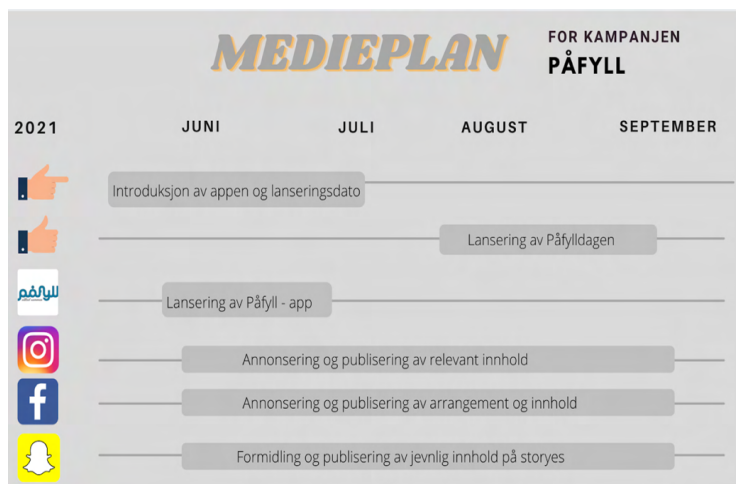 MEDIEPLAN
FOR KAMPANJEN
PÅFYLL
2021 JUNI JULI AUGUST SEPTEMBER
Introduksjon av appen og lanseringsdato
Lansering av Påfylldagen
påfyll
Lansering av Påfyll - app
Annonsering og publisering av relevant innhold
Annonsering og publisering av arrangement og innhold
Formidling og publisering av jevnlig innhold på storyes